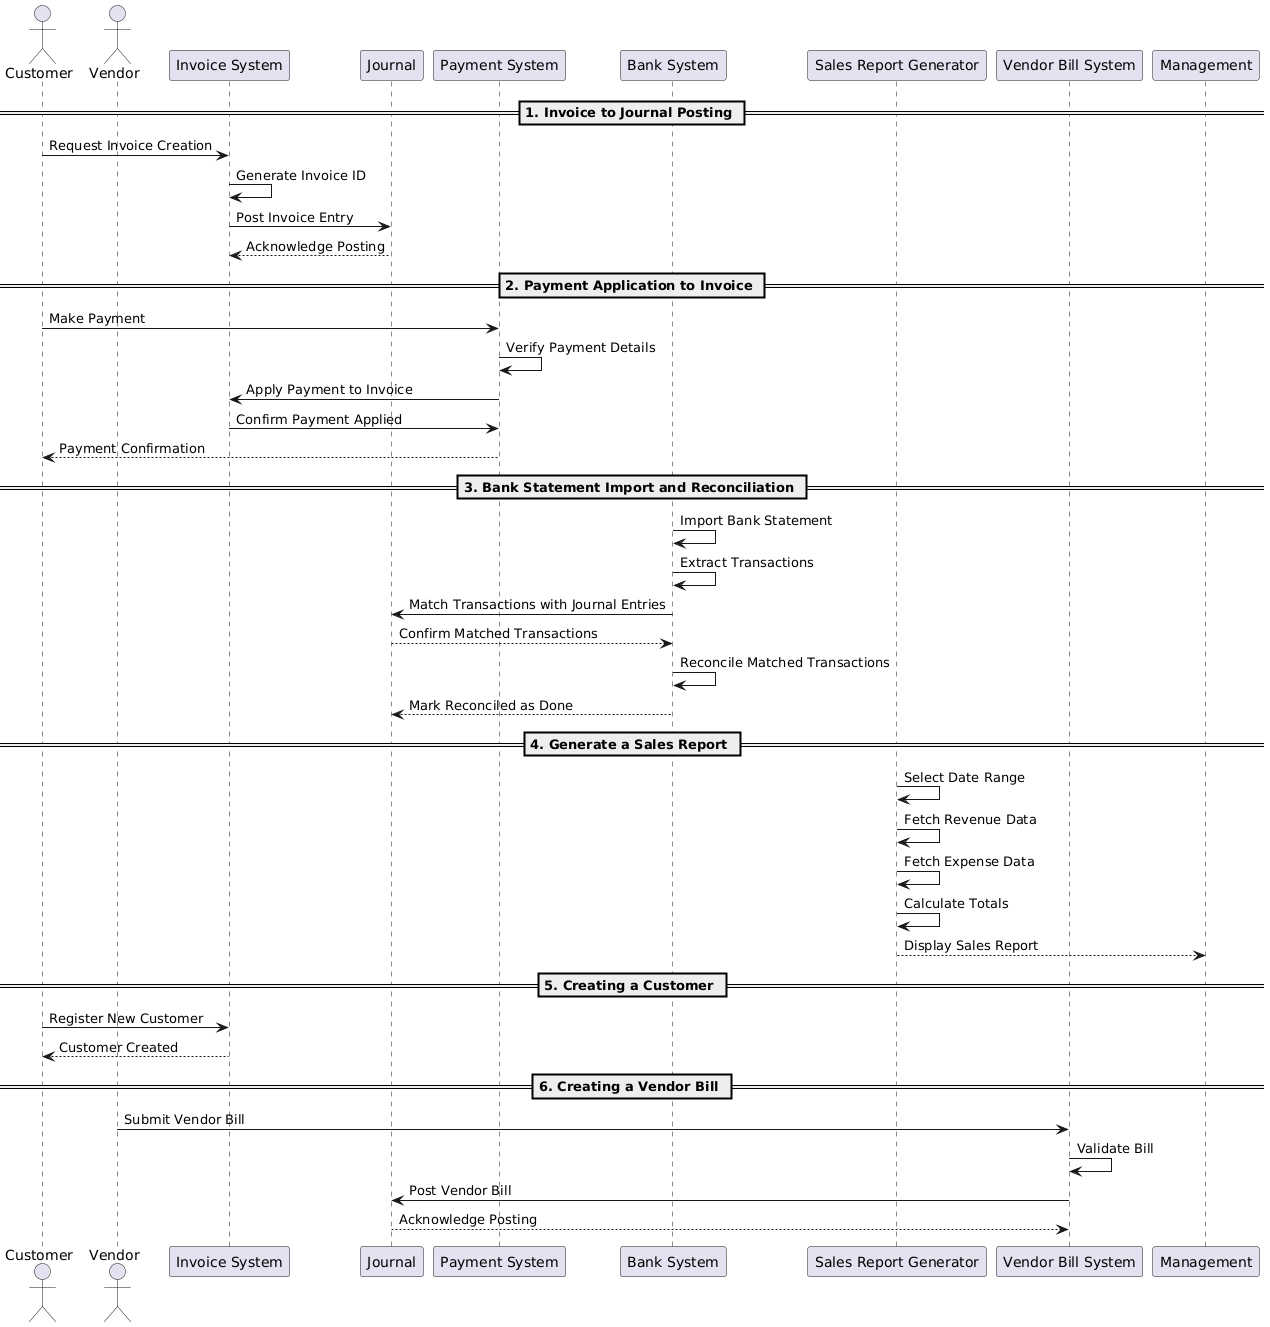 Customer
Vendor
Invoice System
Journal
Payment System
Bank System
Sales Report Generator
Vendor Bill System
Management
1. Invoice to Journal Posting
Request Invoice Creation
Generate Invoice ID
Post Invoice Entry
Acknowledge Posting
2. Payment Application to Invoice
Make Payment
Verify Payment Details
Apply Payment to Invoice
Confirm Payment Applied
Payment Confirmation
3. Bank Statement Import and Reconciliation
Import Bank Statement
Extract Transactions
Match Transactions with Journal Entries
Confirm Matched Transactions
Reconcile Matched Transactions
Mark Reconciled as Done
4. Generate a Sales Report
Select Date Range
Fetch Revenue Data
Fetch Expense Data
Calculate Totals
Display Sales Report
5. Creating a Customer
Register New Customer
Customer Created
6. Creating a Vendor Bill
Submit Vendor Bill
Validate Bill
Post Vendor Bill
Acknowledge Posting
Customer
Vendor
Invoice System
Journal
Payment System
Bank System
Sales Report Generator
Vendor Bill System
Management